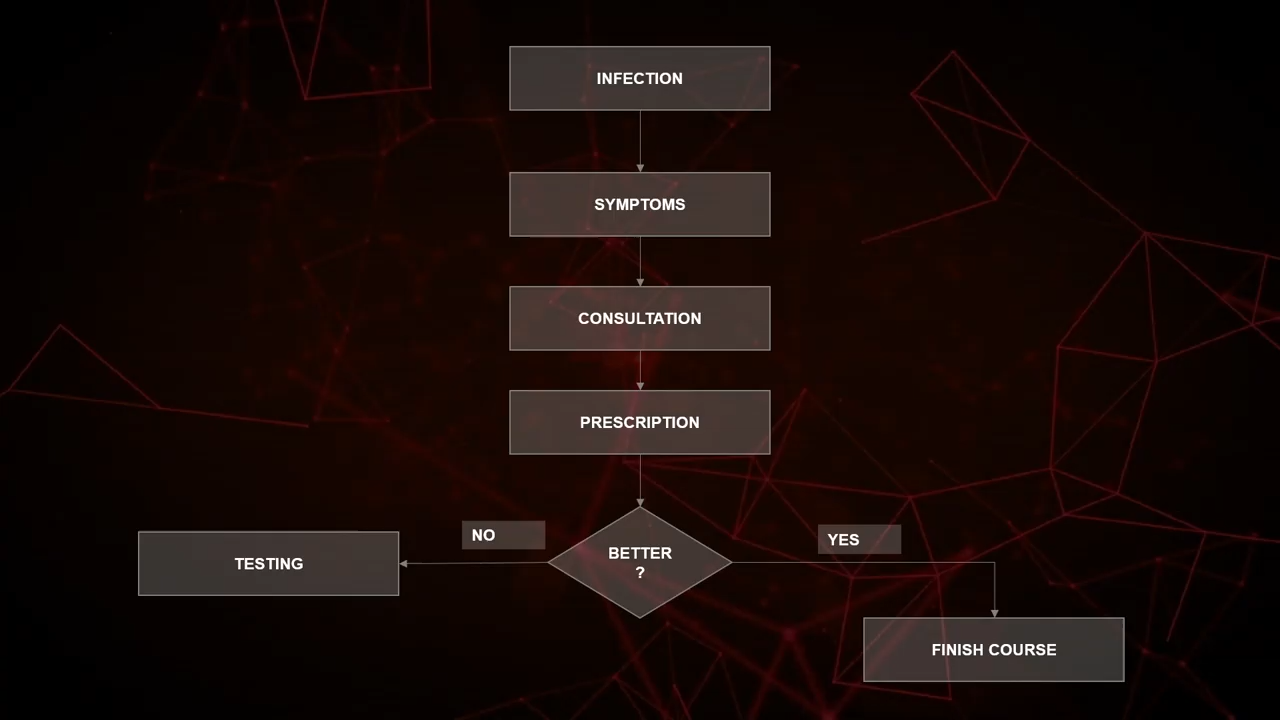 INFECTION
SYMPTOMS
CONSULTATION
PRESCRIPTION
NO
YES
BETTER
?
TESTING
FINISH COURSE